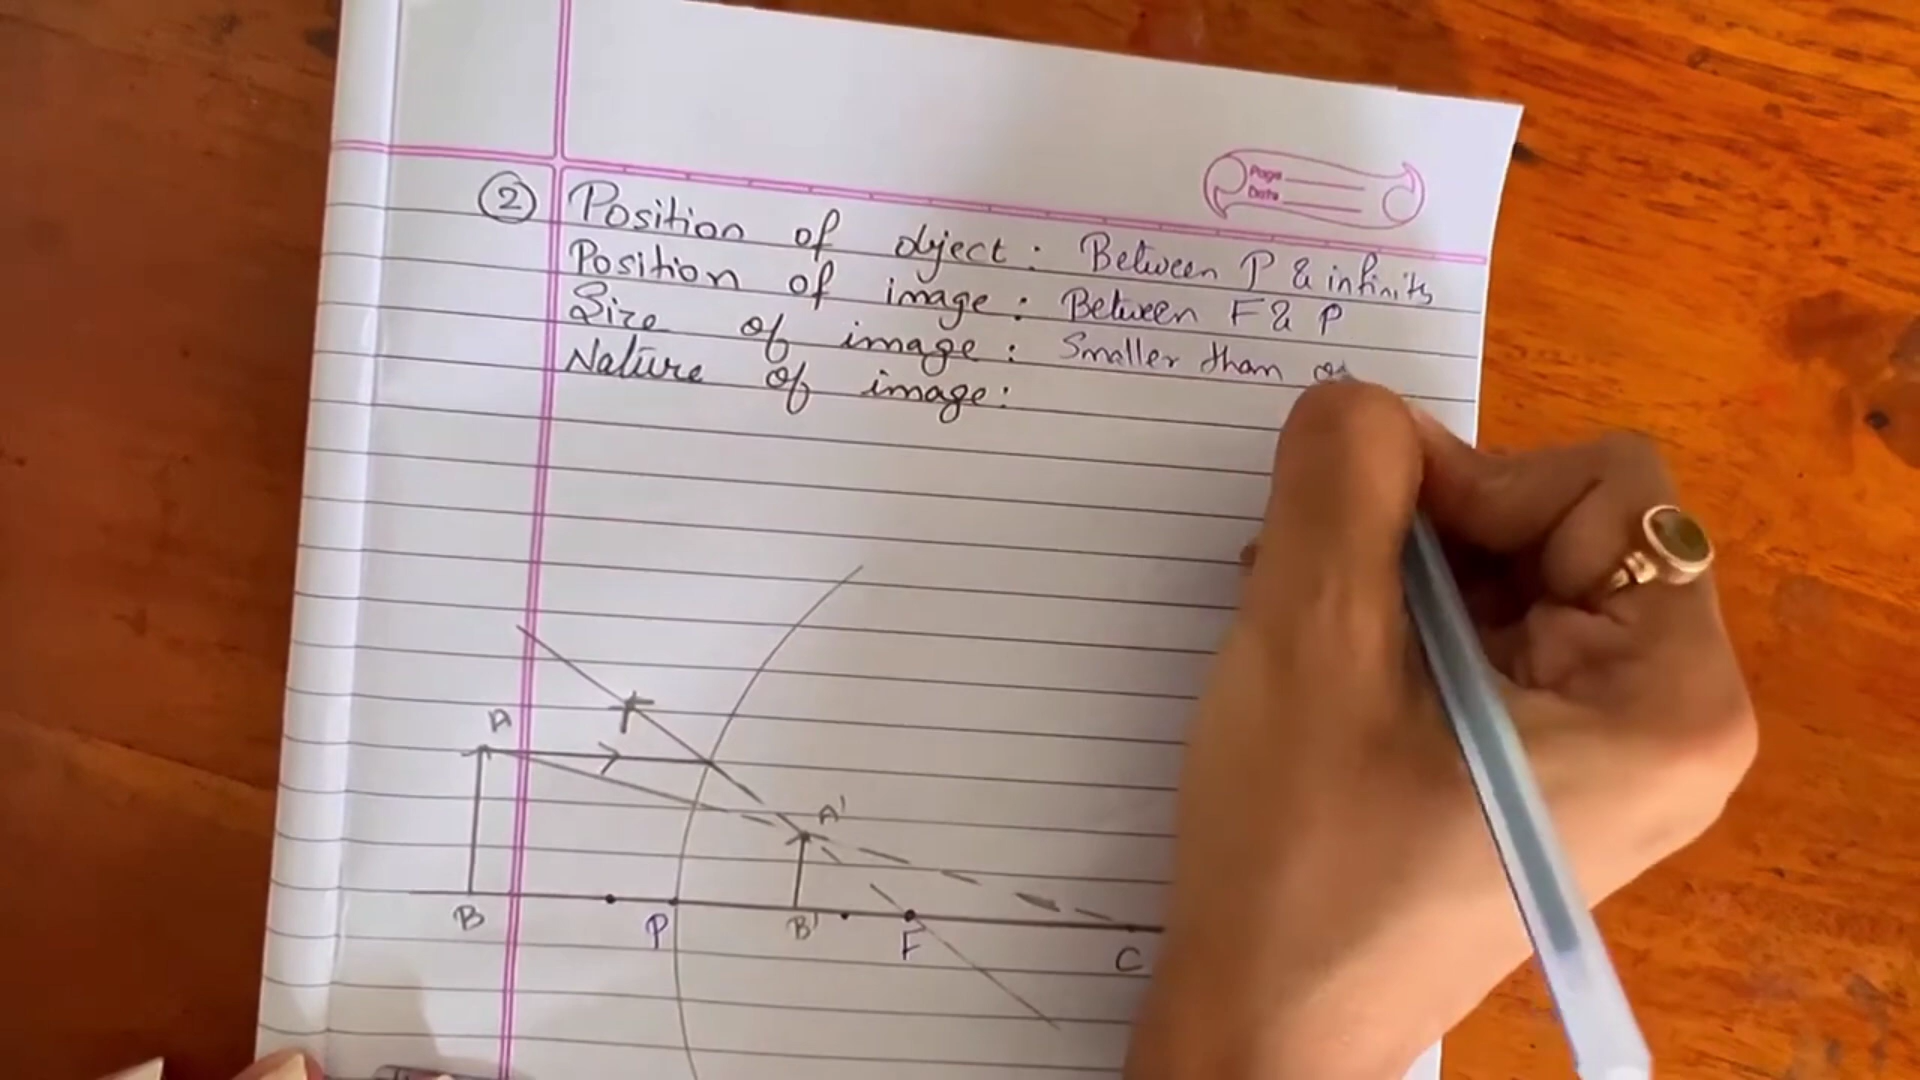 Page
Date
② Position of object : Between P & infinity
Position of image : Between F & P
Size of image : Smaller than
Nature of image:
A
A'
B
P
B'
F
C